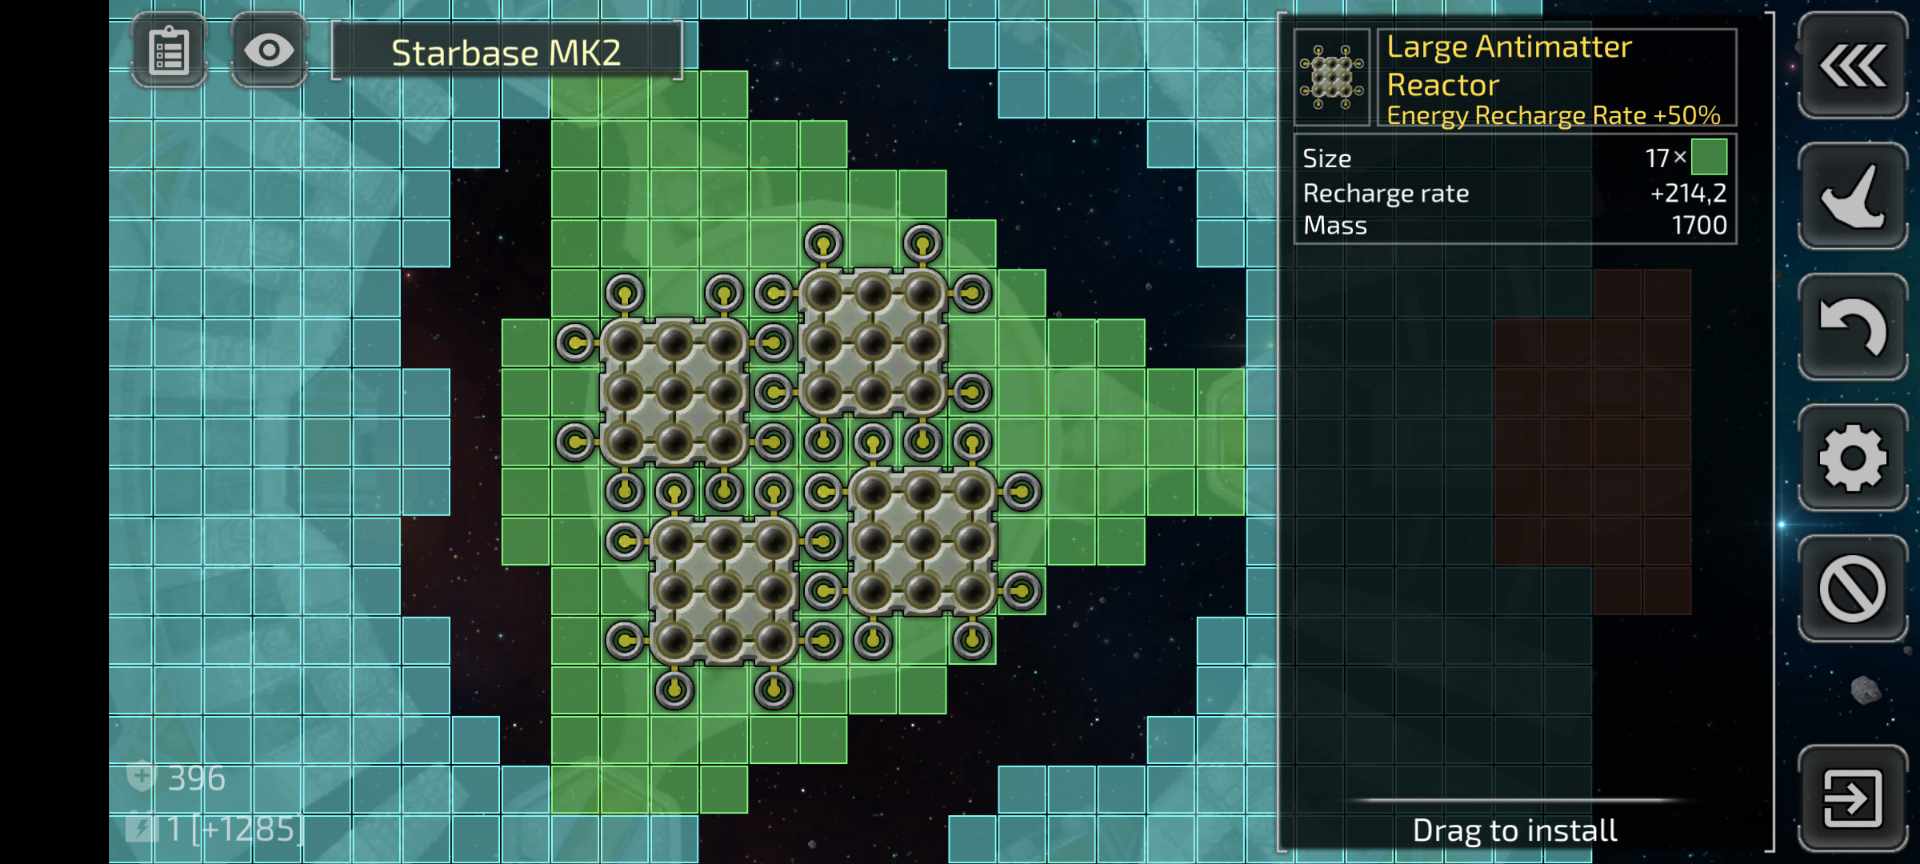 Starbase MK2
Large Antimatter
Reactor
Energy Recharge Rate +50%
Size 17×
Recharge rate +214,2
Mass 1700
396
1 [+1285]
Drag to install